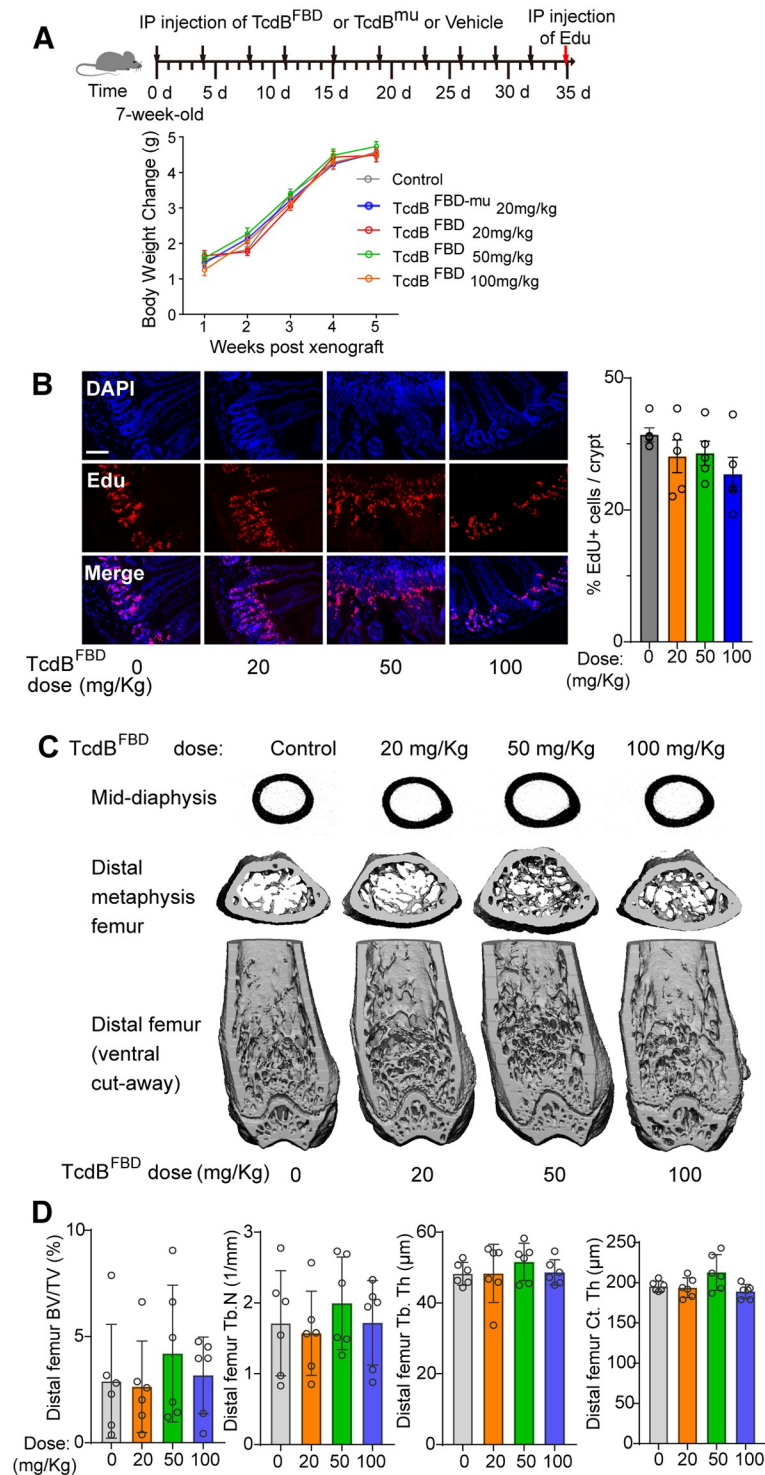 A
IP injection of TcdB^FBD or TcdB^mu or Vehicle
IP injection
of Edu
Time
0 d 5 d 10 d 15 d 20 d 25 d 30 d 35 d
7-week-old
Body Weight Change (g)
5
4
3
2
1
0
1 2 3 4 5
Weeks post xenograft
Control
TcdB^FBD-mu 20mg/kg
TcdB^FBD 20mg/kg
TcdB^FBD 50mg/kg
TcdB^FBD 100mg/kg
B
DAPI
Edu
Merge
TcdB^FBD
dose (mg/Kg)
0 20 50 100
% EdU+ cells / crypt
50
20
0
Dose:
(mg/Kg)
0 20 50 100
C
TcdB^FBD dose: Control 20 mg/Kg 50 mg/Kg 100 mg/Kg
Mid-diaphysis
Distal
metaphysis
femur
Distal femur
(ventral
cut-away)
TcdB^FBD dose (mg/Kg) 0 20 50 100
D
Distal femur BV/TV (%)
10
5
0
Dose:
(mg/Kg)
0 20 50 100
Distal femur Tb.N (1/mm)
3
2
1
0
0 20 50 100
Distal femur Tb. Th (μm)
60
40
20
0
0 20 50 100
Distal femur Ct. Th (μm)
250
200
150
100
50
0
0 20 50 100